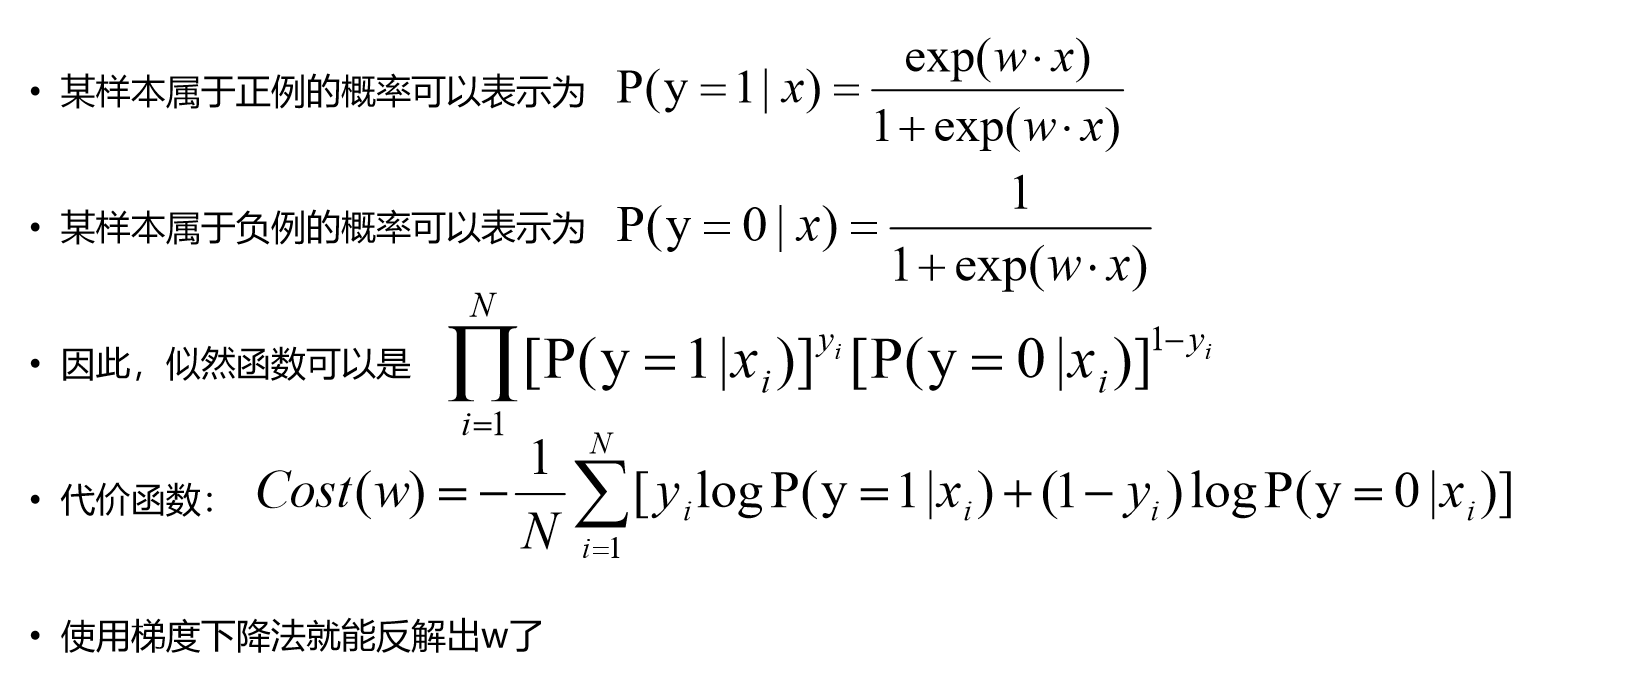 • 某样本属于正例的概率可以表示为 P(y = 1 | x) = exp(w · x) / (1 + exp(w · x))
• 某样本属于负例的概率可以表示为 P(y = 0 | x) = 1 / (1 + exp(w · x))
• 因此，似然函数可以是 ∏_{i=1}^{N} [P(y = 1 | x_i)]^{y_i} [P(y = 0 | x_i)]^{1−y_i}
• 代价函数： Cost(w) = −(1/N) ∑_{i=1}^{N} [y_i log P(y = 1 | x_i) + (1 − y_i) log P(y = 0 | x_i)]
• 使用梯度下降法就能反解出w了